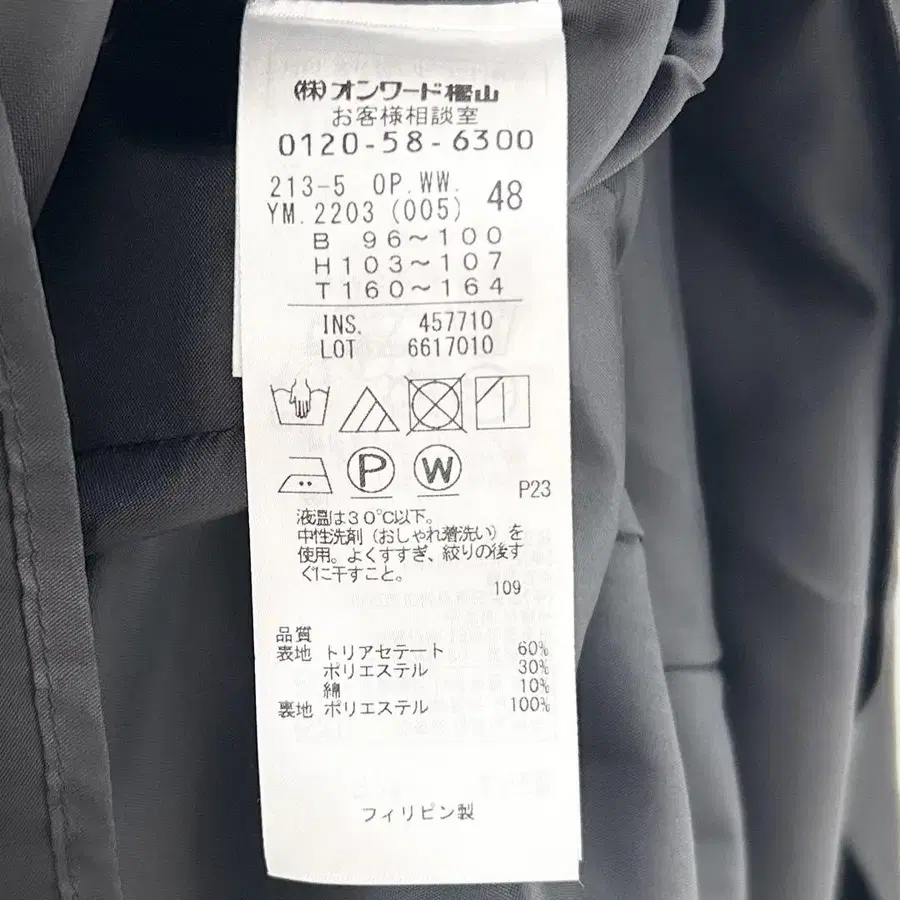 (株)オンワード樫山
お客様相談室
0120-58-6300
213-5 OP.WW. 48
YM.2203 (005)
B 96～100
H 103～107
T 160～164
INS. 457710
LOT 6617010
P W
P23
液温は30℃以下。
中性洗剤（おしゃれ着洗い）を
使用。よくすすぎ、絞りの後す
ぐに干すこと。
109
品質
表地 トリアセテート 60%
ポリエステル 30%
綿 10%
裏地 ポリエステル 100%
フィリピン製